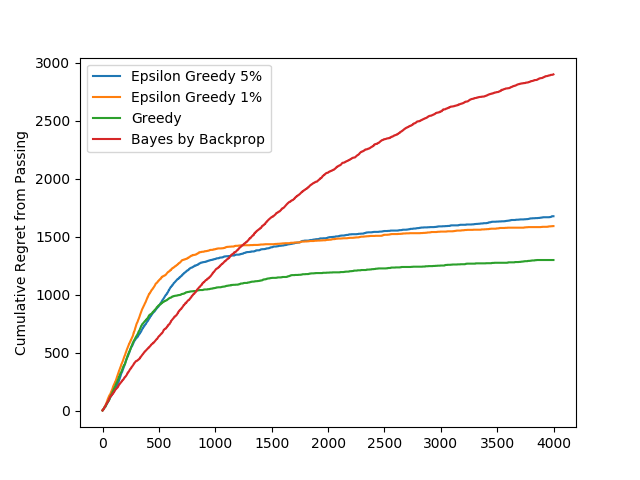 3000
2500
2000
1500
1000
500
0
Cumulative Regret from Passing
Epsilon Greedy 5%
Epsilon Greedy 1%
Greedy
Bayes by Backprop
0 500 1000 1500 2000 2500 3000 3500 4000